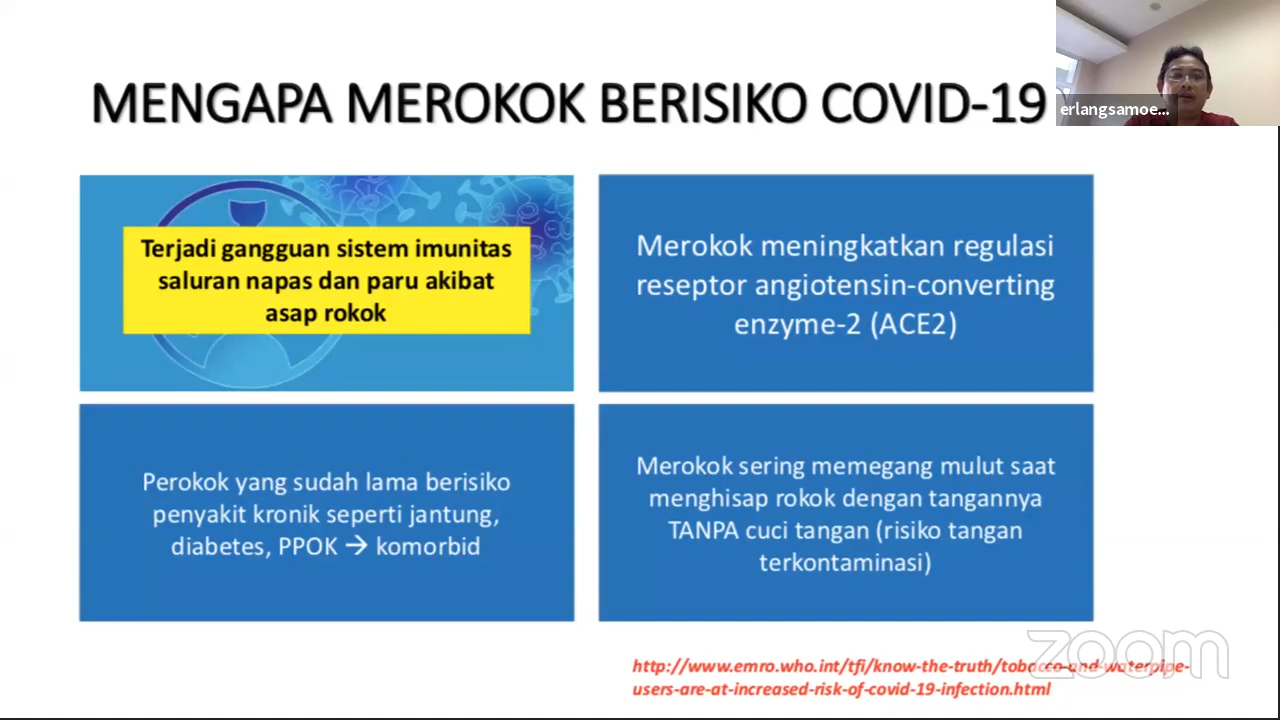 MENGAPA MEROKOK BERISIKO COVID-19
erlangsamoe...
Terjadi gangguan sistem imunitas
saluran napas dan paru akibat
asap rokok
Merokok meningkatkan regulasi
reseptor angiotensin-converting
enzyme-2 (ACE2)
Perokok yang sudah lama berisiko
penyakit kronik seperti jantung,
diabetes, PPOK → komorbid
Merokok sering memegang mulut saat
menghisap rokok dengan tangannya
TANPA cuci tangan (risiko tangan
terkontaminasi)
http://www.emro.who.int/tfi/know-the-truth/tobacco-and-waterpipe-
users-are-at-increased-risk-of-covid-19-infection.html
zoom